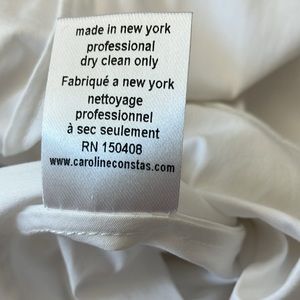 made in new york
professional
dry clean only
Fabriqué a new york
nettoyage
professionnel
à sec seulement
RN 150408
www.carolineconstas.com